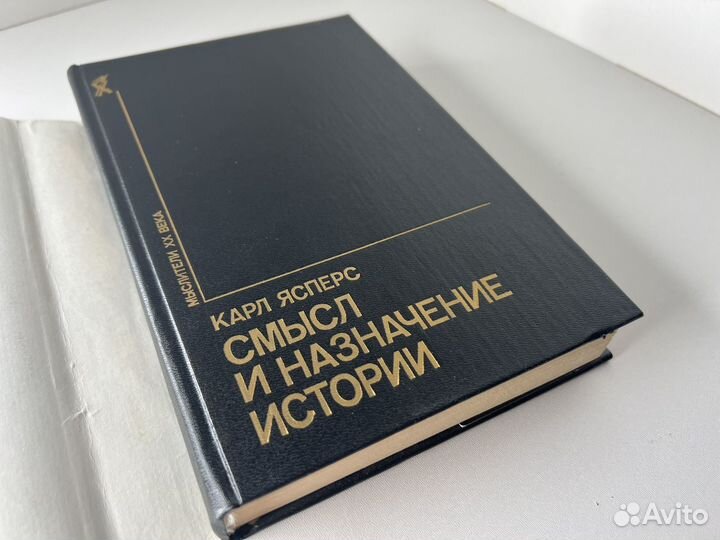 МЫСЛИТЕЛИ XX ВЕКА
КАРЛ ЯСПЕРС
СМЫСЛ
И НАЗНАЧЕНИЕ
ИСТОРИИ
Avito